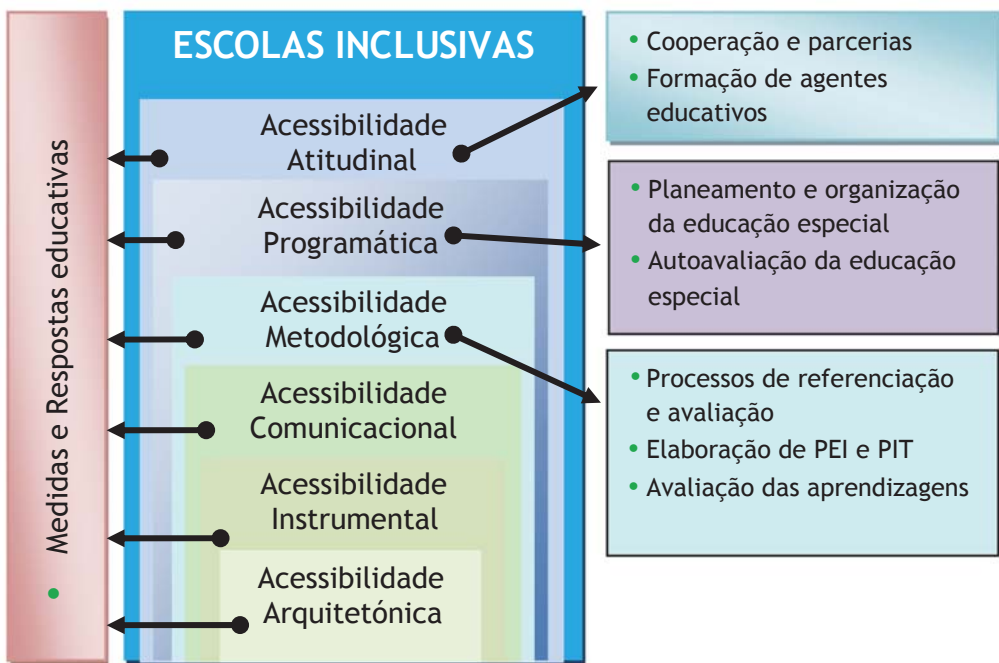 Medidas e Respostas educativas
ESCOLAS INCLUSIVAS
Acessibilidade
Atitudinal
Acessibilidade
Programática
Acessibilidade
Metodológica
Acessibilidade
Comunicacional
Acessibilidade
Instrumental
Acessibilidade
Arquitetónica
• Cooperação e parcerias
• Formação de agentes
educativos
• Planeamento e organização
da educação especial
• Autoavaliação da educação
especial
• Processos de referenciação
e avaliação
• Elaboração de PEI e PIT
• Avaliação das aprendizagens